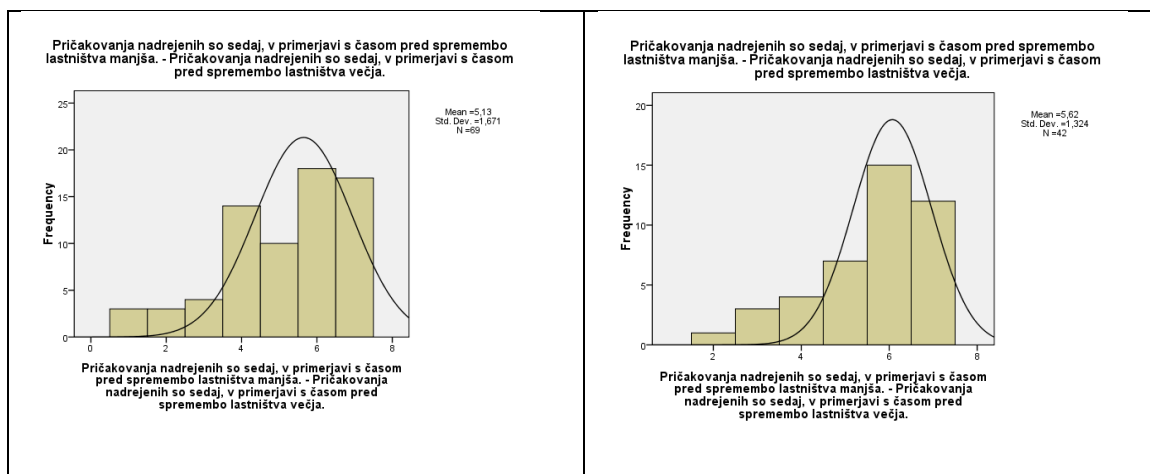 Pričakovanja nadrejenih so sedaj, v primerjavi s časom pred spremembo
lastništva manjša. - Pričakovanja nadrejenih so sedaj, v primerjavi s časom
pred spremembo lastništva večja.
25
20
15
10
5
0
Frequency
0
2
4
6
8
Mean =5,13
Std. Dev. =1,671
N =69
Pričakovanja nadrejenih so sedaj, v primerjavi s časom
pred spremembo lastništva manjša. - Pričakovanja
nadrejenih so sedaj, v primerjavi s časom pred
spremembo lastništva večja.
Pričakovanja nadrejenih so sedaj, v primerjavi s časom pred spremembo
lastništva manjša. - Pričakovanja nadrejenih so sedaj, v primerjavi s časom
pred spremembo lastništva večja.
20
15
10
5
0
Frequency
2
4
6
8
Mean =5,62
Std. Dev. =1,324
N =42
Pričakovanja nadrejenih so sedaj, v primerjavi s časom
pred spremembo lastništva manjša. - Pričakovanja
nadrejenih so sedaj, v primerjavi s časom pred
spremembo lastništva večja.